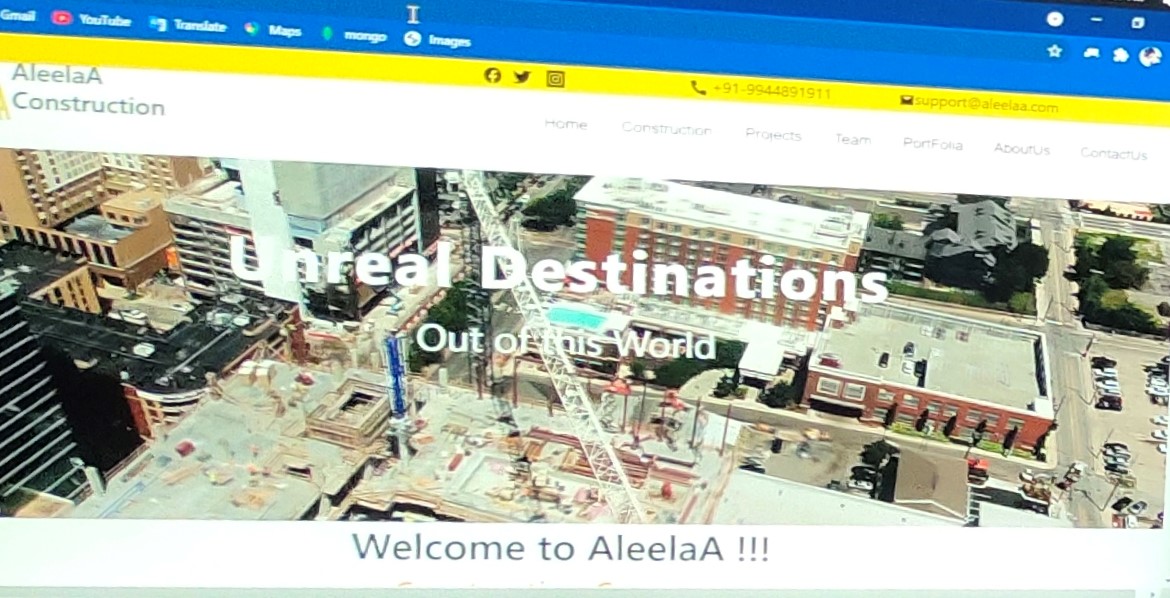 Gmail YouTube Translate Maps mongo Images
AleelaA
Construction
+91-9944891911 support@aleelaa.com
Home Construction Projects Team PortFolia AboutUs ContactUs
Unreal Destinations
Out of this World
Welcome to AleelaA !!!